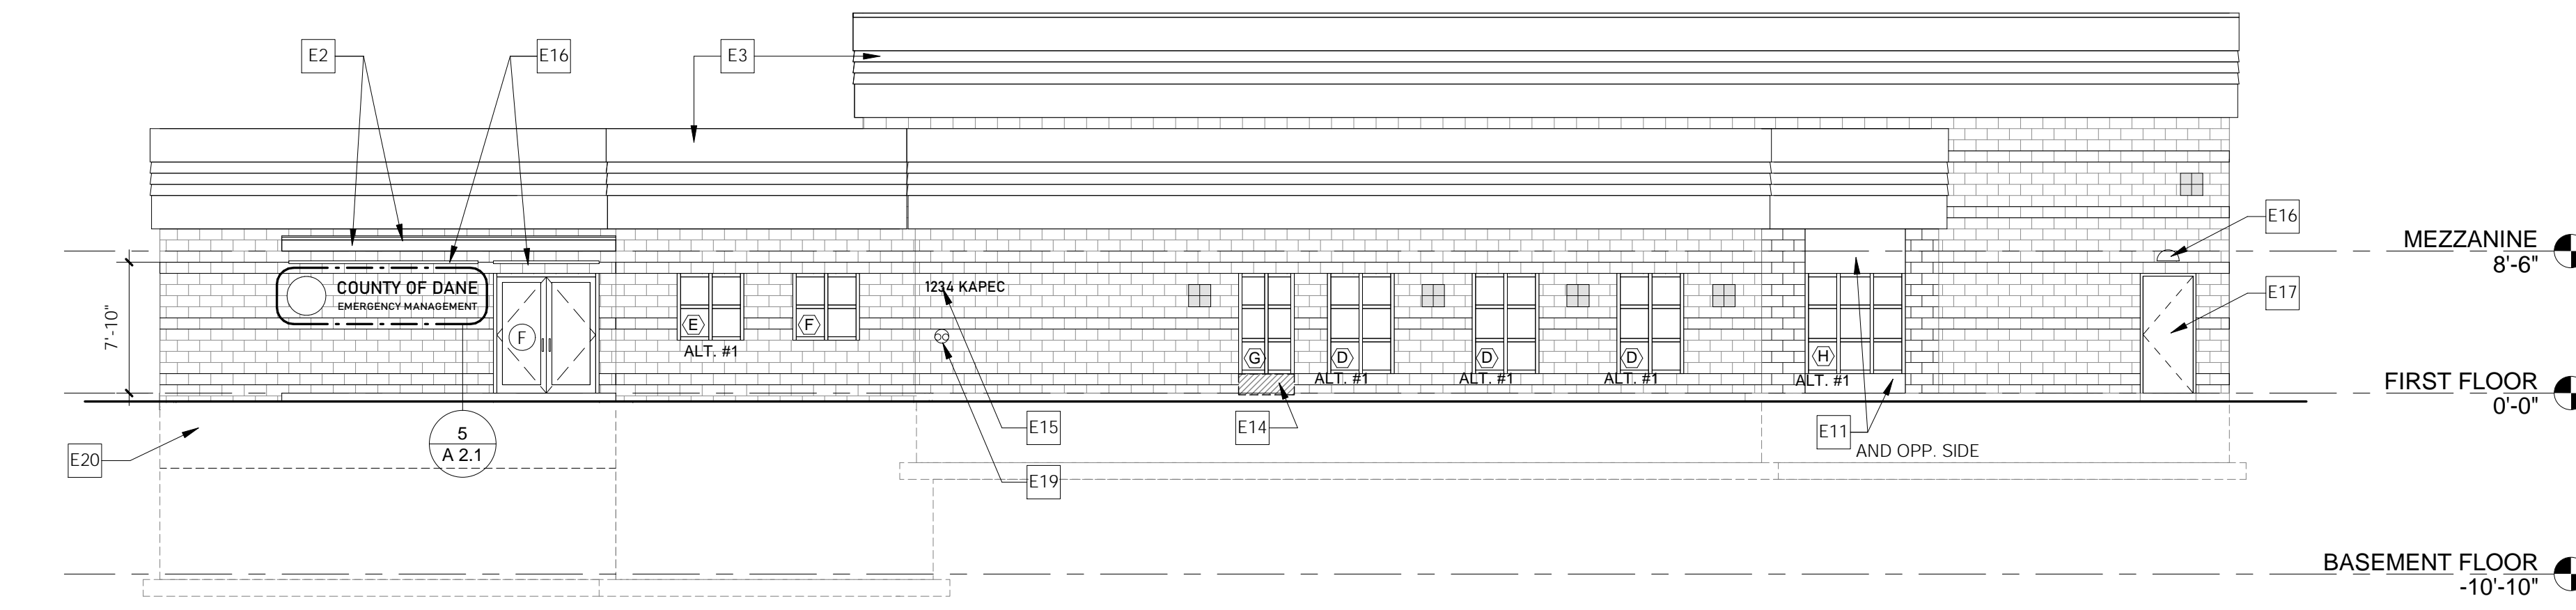 E2
E16
E3
E16
MEZZANINE
8'-6"
COUNTY OF DANE
EMERGENCY MANAGEMENT
1234 KAPEC
E17
7'-10"
F
E
F
ALT. #1
G
D
D
D
H
ALT. #1
ALT. #1
ALT. #1
ALT. #1
FIRST FLOOR
0'-0"
5
A 2.1
E20
E15
E14
E11
AND OPP. SIDE
E19
BASEMENT FLOOR
-10'-10"